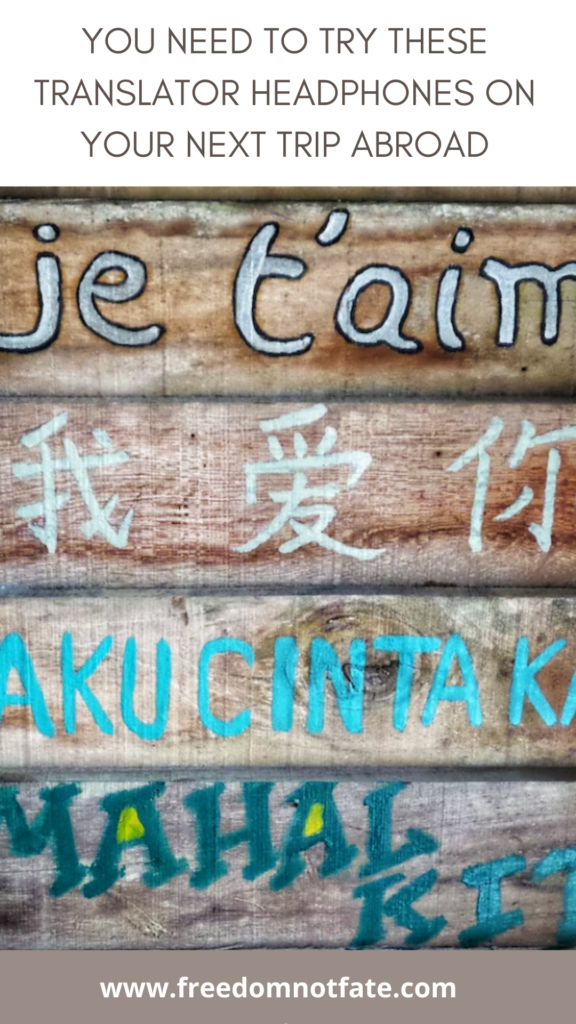 YOU NEED TO TRY THESE
TRANSLATOR HEADPHONES ON
YOUR NEXT TRIP ABROAD
je t'aim
我爱你
AKU CINTA KA
MAHAL
KIT
www.freedomnotfate.com